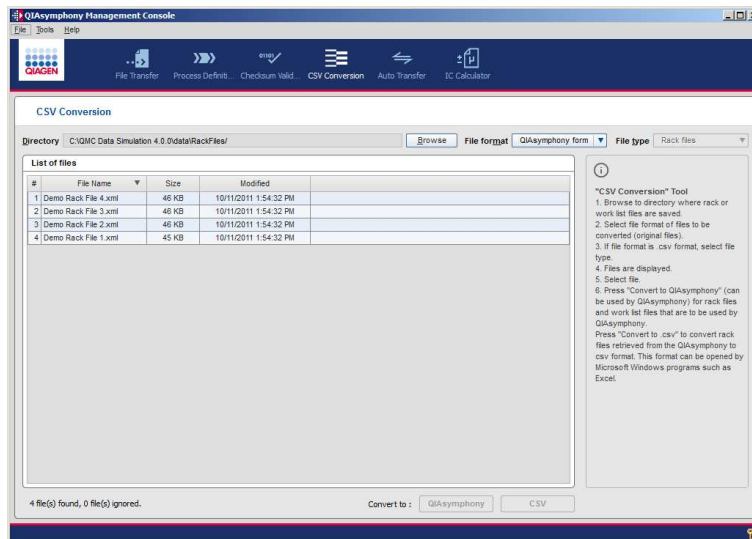 QIAsymphony Management Console
File Tools Help
QIAGEN
File Transfer Process Definiti... Checksum Valid... CSV Conversion Auto Transfer IC Calculator
CSV Conversion
Directory C:\QMC Data Simulation 4.0.0\data\RackFiles/ Browse File format QIAsymphony form File type Rack files
List of files
# File Name Size Modified
1 Demo Rack File 4.xml 46 KB 10/11/2011 1:54:32 PM
2 Demo Rack File 3.xml 46 KB 10/11/2011 1:54:32 PM
3 Demo Rack File 2.xml 46 KB 10/11/2011 1:54:32 PM
4 Demo Rack File 1.xml 45 KB 10/11/2011 1:54:32 PM
"CSV Conversion" Tool
1. Browse to directory where rack or
work list files are saved.
2. Select file format of files to be
converted (original files).
3. If file format is .csv format, select file
type.
4. Files are displayed.
5. Select file.
6. Press "Convert to QIAsymphony" (can
be used by QIAsymphony) for rack files
and work list files that are to be used by
QIAsymphony.
Press "Convert to .csv" to convert rack
files retrieved from the QIAsymphony to
csv format. This format can be opened by
Microsoft Windows programs such as
Excel.
4 file(s) found, 0 file(s) ignored. Convert to : QIAsymphony CSV